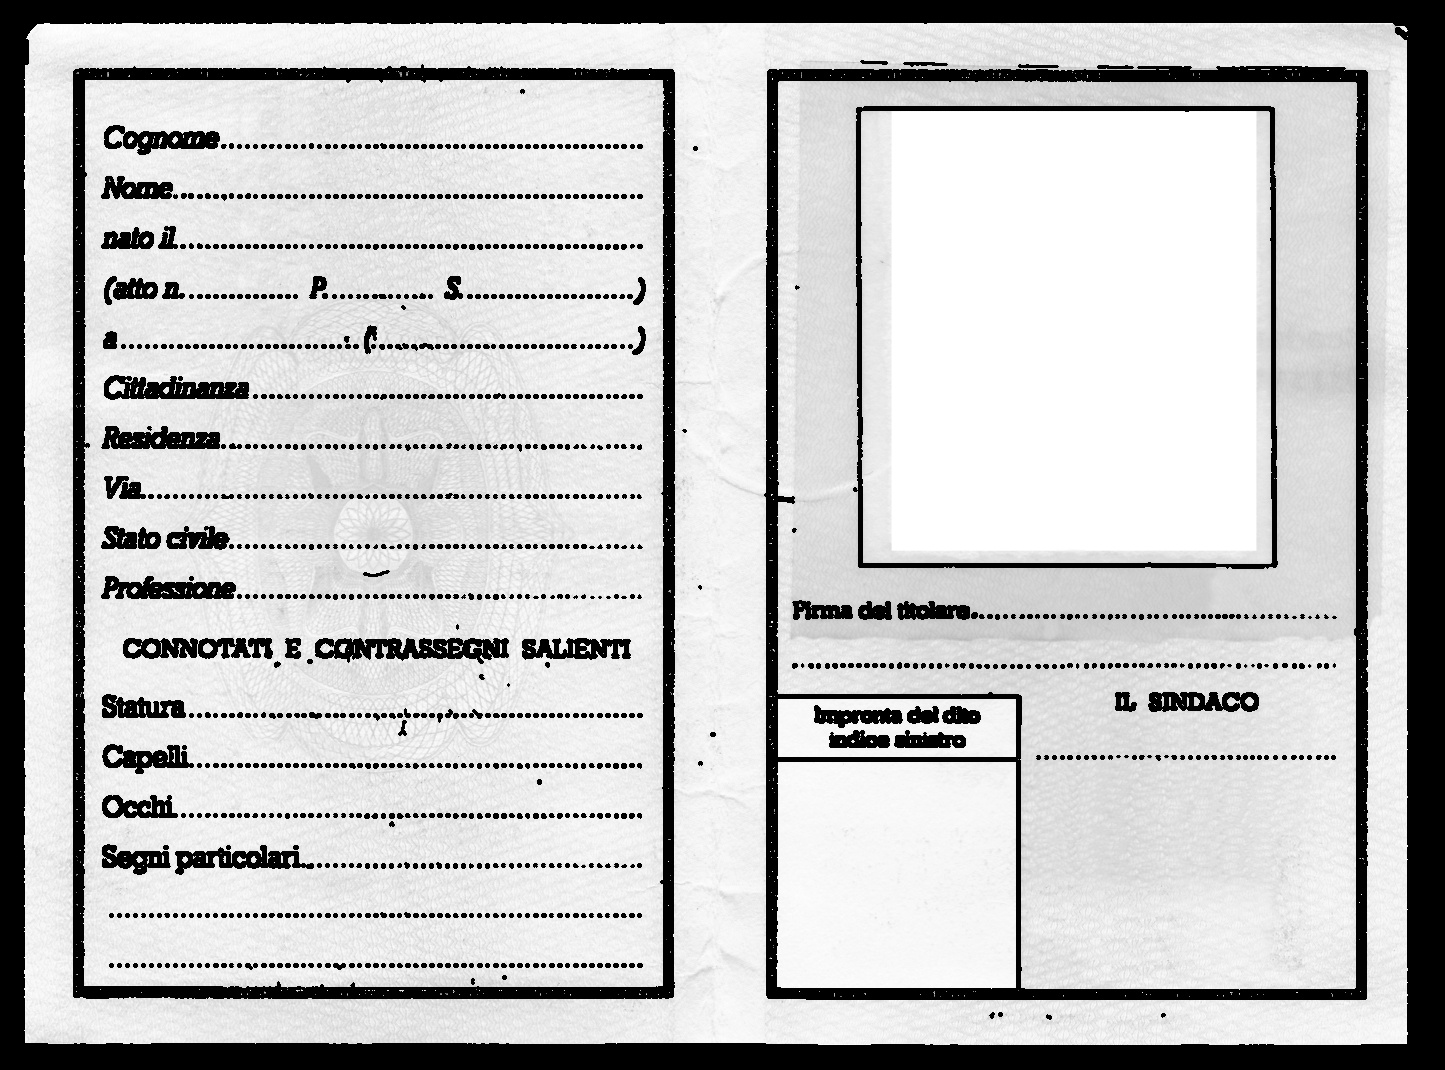 Cognome
Nome
nato il
(atto n. P. S. )
a ( )
Cittadinanza
Residenza
Via
Stato civile
Professione
CONNOTATI E CONTRASSEGNI SALIENTI
Statura
Capelli
Occhi
Segni particolari
Firma del titolare
IL SINDACO
Impronta del dito
indice sinistro